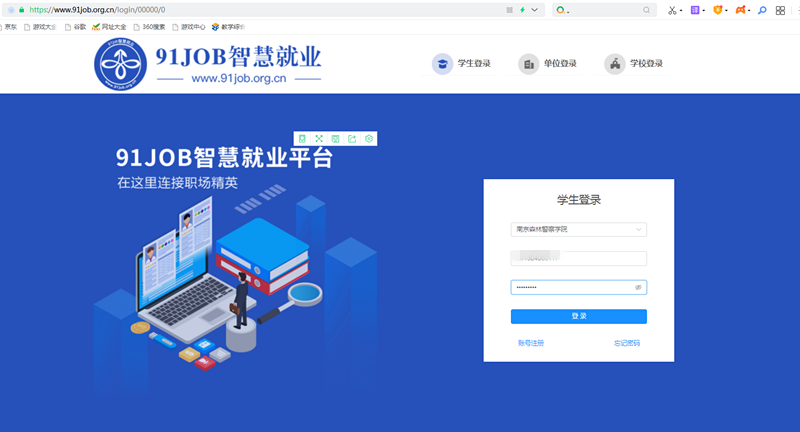 https://www.91job.org.cn/login/00000/0
京东 游戏大全 谷歌 网址大全 360搜索 游戏中心 教学综
91JOB智慧就业
www.91job.org.cn
学生登录 单位登录 学校登录
91JOB智慧就业平台
在这里连接职场精英
学生登录
南京森林警察学院
登录
账号注册 忘记密码